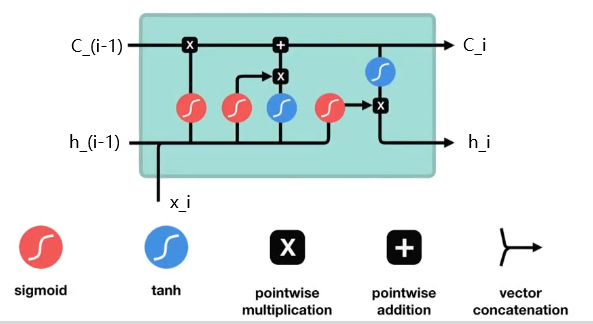 C_(i-1)
C_i
h_(i-1)
h_i
x_i
sigmoid
tanh
pointwise
multiplication
pointwise
addition
vector
concatenation